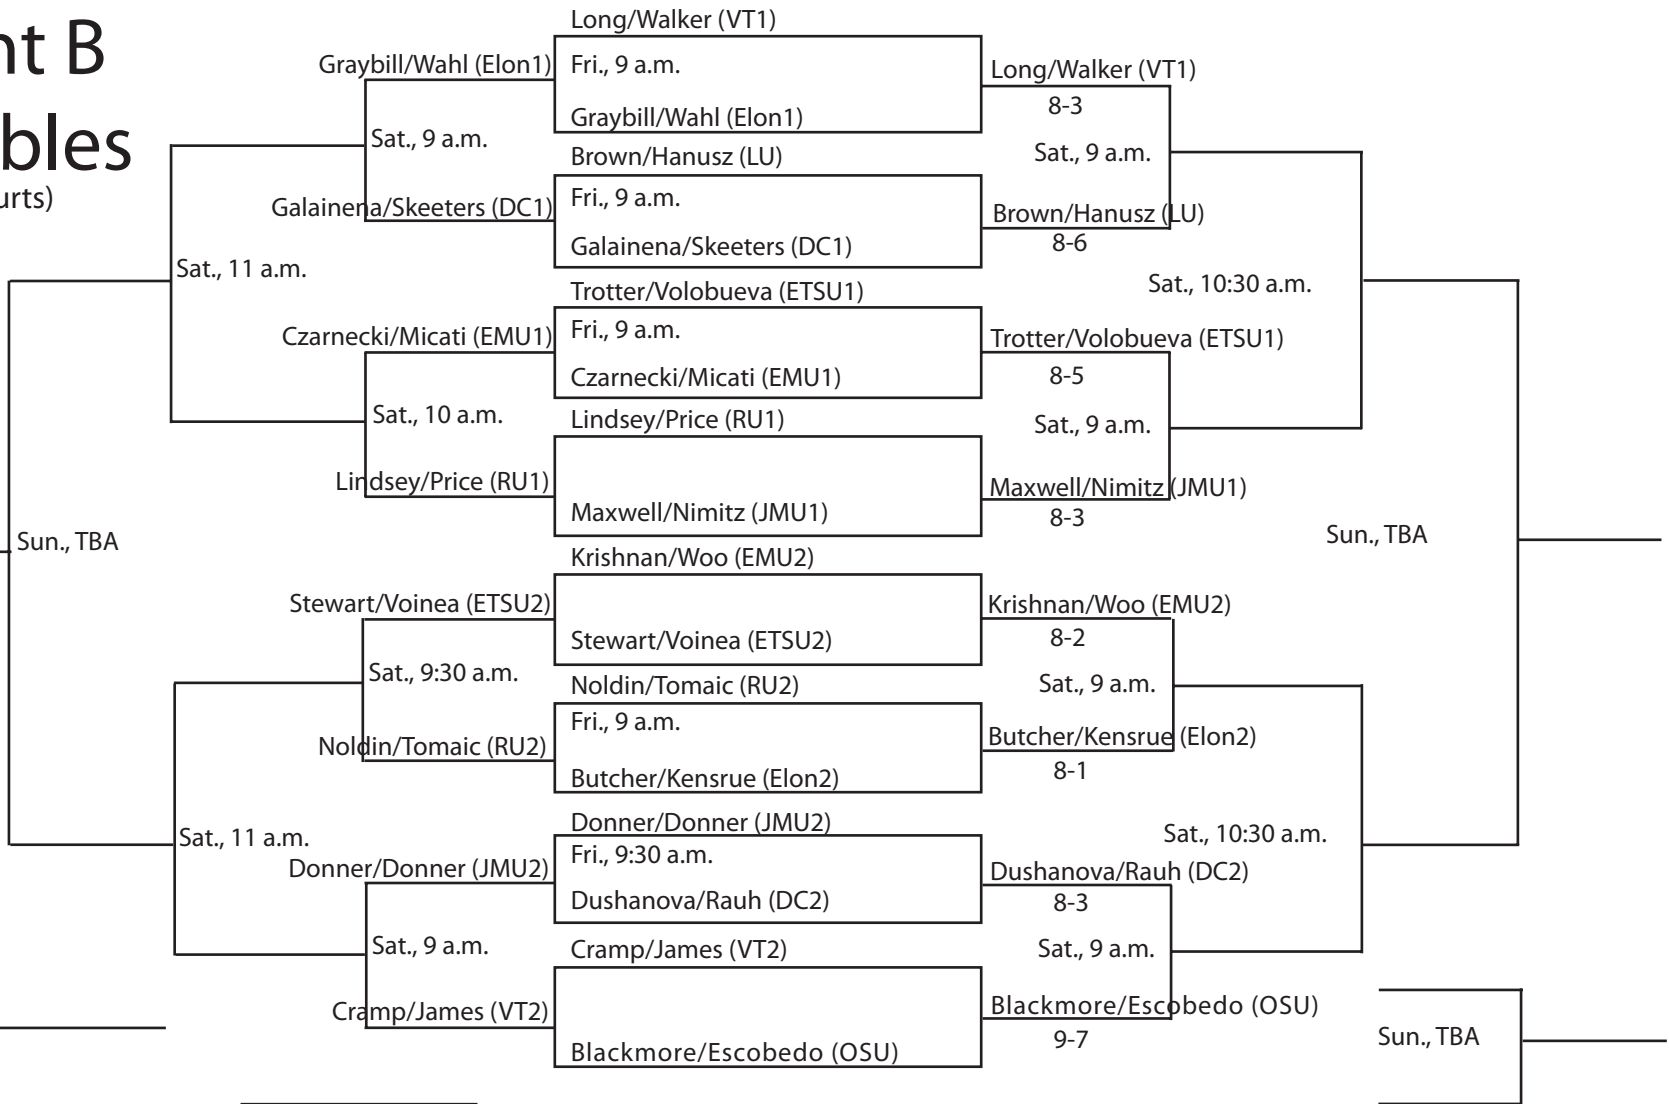 nt B
bles
urts)
Sun., TBA
Sat., 11 a.m.
Sat., 11 a.m.
Graybill/Wahl (Elon1)
Sat., 9 a.m.
Galainena/Skeeters (DC1)
Czarnecki/Micati (EMU1)
Sat., 10 a.m.
Lindsey/Price (RU1)
Stewart/Voinea (ETSU2)
Sat., 9:30 a.m.
Noldin/Tomaic (RU2)
Donner/Donner (JMU2)
Sat., 9 a.m.
Cramp/James (VT2)
Long/Walker (VT1)
Fri., 9 a.m.
Graybill/Wahl (Elon1)
Brown/Hanusz (LU)
Fri., 9 a.m.
Galainena/Skeeters (DC1)
Trotter/Volobueva (ETSU1)
Fri., 9 a.m.
Czarnecki/Micati (EMU1)
Lindsey/Price (RU1)
Maxwell/Nimitz (JMU1)
Krishnan/Woo (EMU2)
Stewart/Voinea (ETSU2)
Noldin/Tomaic (RU2)
Fri., 9 a.m.
Butcher/Kensrue (Elon2)
Donner/Donner (JMU2)
Fri., 9:30 a.m.
Dushanova/Rauh (DC2)
Cramp/James (VT2)
Blackmore/Escobedo (OSU)
Long/Walker (VT1)
8-3
Sat., 9 a.m.
Brown/Hanusz (LU)
8-6
Trotter/Volobueva (ETSU1)
8-5
Sat., 9 a.m.
Maxwell/Nimitz (JMU1)
8-3
Krishnan/Woo (EMU2)
8-2
Sat., 9 a.m.
Butcher/Kensrue (Elon2)
8-1
Dushanova/Rauh (DC2)
8-3
Sat., 9 a.m.
Blackmore/Escobedo (OSU)
9-7
Sat., 10:30 a.m.
Sat., 10:30 a.m.
Sun., TBA
Sun., TBA